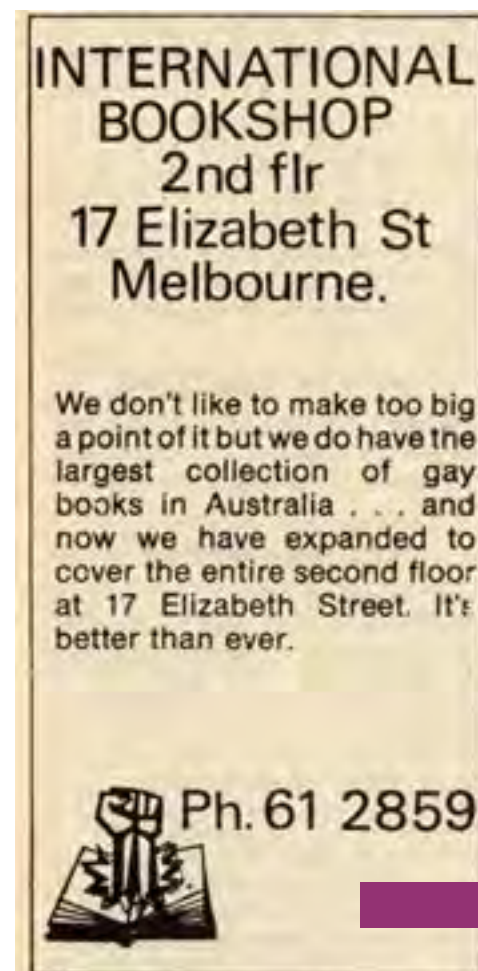 INTERNATIONAL
BOOKSHOP
2nd flr
17 Elizabeth St
Melbourne.
We don't like to make too big
a point of it but we do have the
largest collection of gay
books in Australia . . . and
now we have expanded to
cover the entire second floor
at 17 Elizabeth Street. It's
better than ever.
Ph. 61 2859